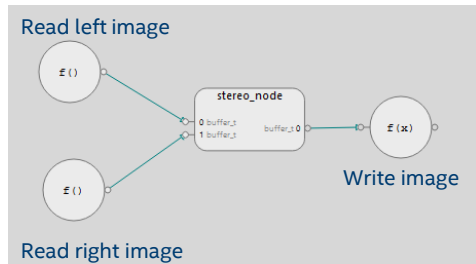 Read left image
f()
stereo_node
0 buffer_t
1 buffer_t
buffer_t 0
f(x)
f()
Write image
Read right image